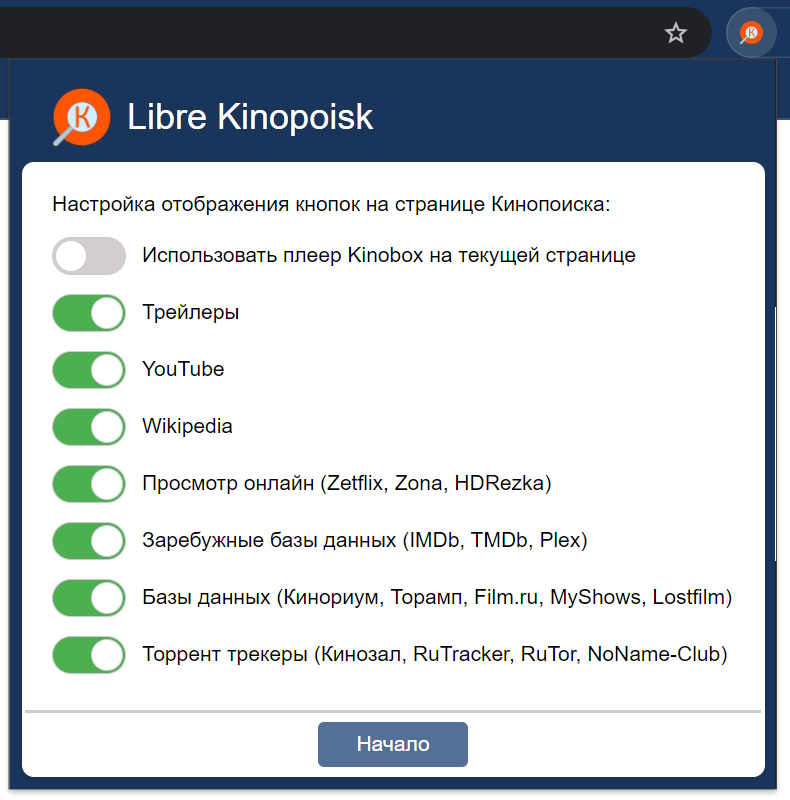 Libre Kinopoisk
Настройка отображения кнопок на странице Кинопоиска:
Использовать плеер Kinobox на текущей странице
Трейлеры
YouTube
Wikipedia
Просмотр онлайн (Zetflix, Zona, HDRezka)
Заребужные базы данных (IMDb, TMDb, Plex)
Базы данных (Кинориум, Торамп, Film.ru, MyShows, Lostfilm)
Торрент трекеры (Кинозал, RuTracker, RuTor, NoName-Club)
Начало